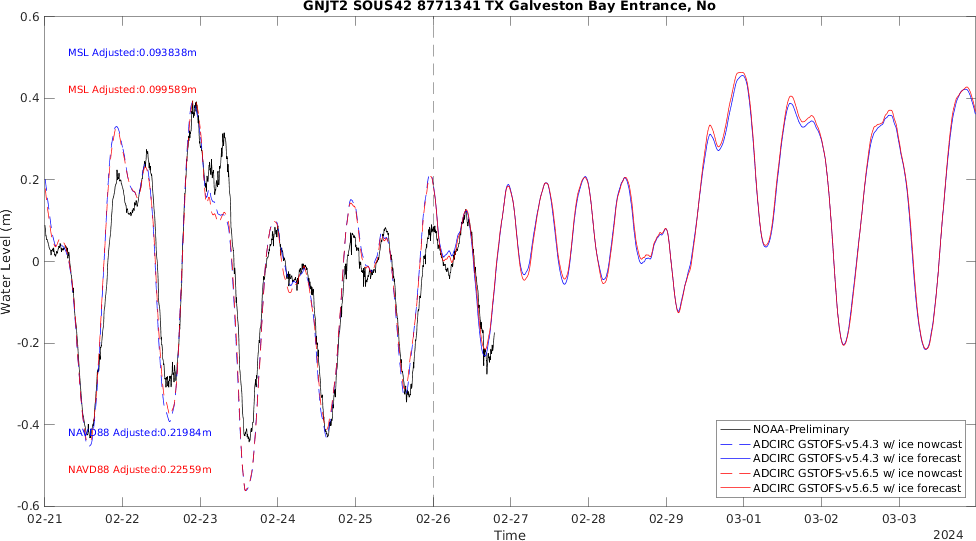 GNJT2 SOUS42 8771341 TX Galveston Bay Entrance, No
0.6
0.4
0.2
0
-0.2
-0.4
-0.6
Water Level (m)
MSL Adjusted:0.093838m
MSL Adjusted:0.099589m
NAVD88 Adjusted:0.21984m
NAVD88 Adjusted:0.22559m
NOAA-Preliminary
ADCIRC GSTOFS-v5.4.3 w/ ice nowcast
ADCIRC GSTOFS-v5.4.3 w/ ice forecast
ADCIRC GSTOFS-v5.6.5 w/ ice nowcast
ADCIRC GSTOFS-v5.6.5 w/ ice forecast
02-21 02-22 02-23 02-24 02-25 02-26 02-27 02-28 02-29 03-01 03-02 03-03
Time
2024